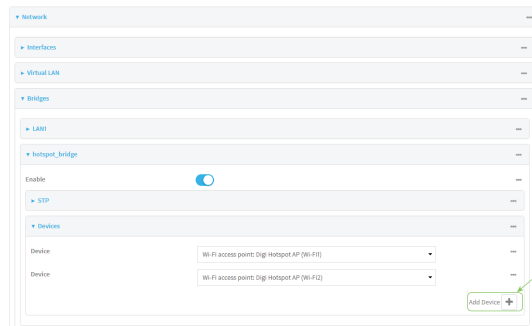 Network
Interfaces
Virtual LAN
Bridges
LAN1
hotspot_bridge
Enable
STP
Devices
Device Wi-Fi access point: Digi Hotspot AP (Wi-Fi1)
Device Wi-Fi access point: Digi Hotspot AP (Wi-Fi2)
Add Device